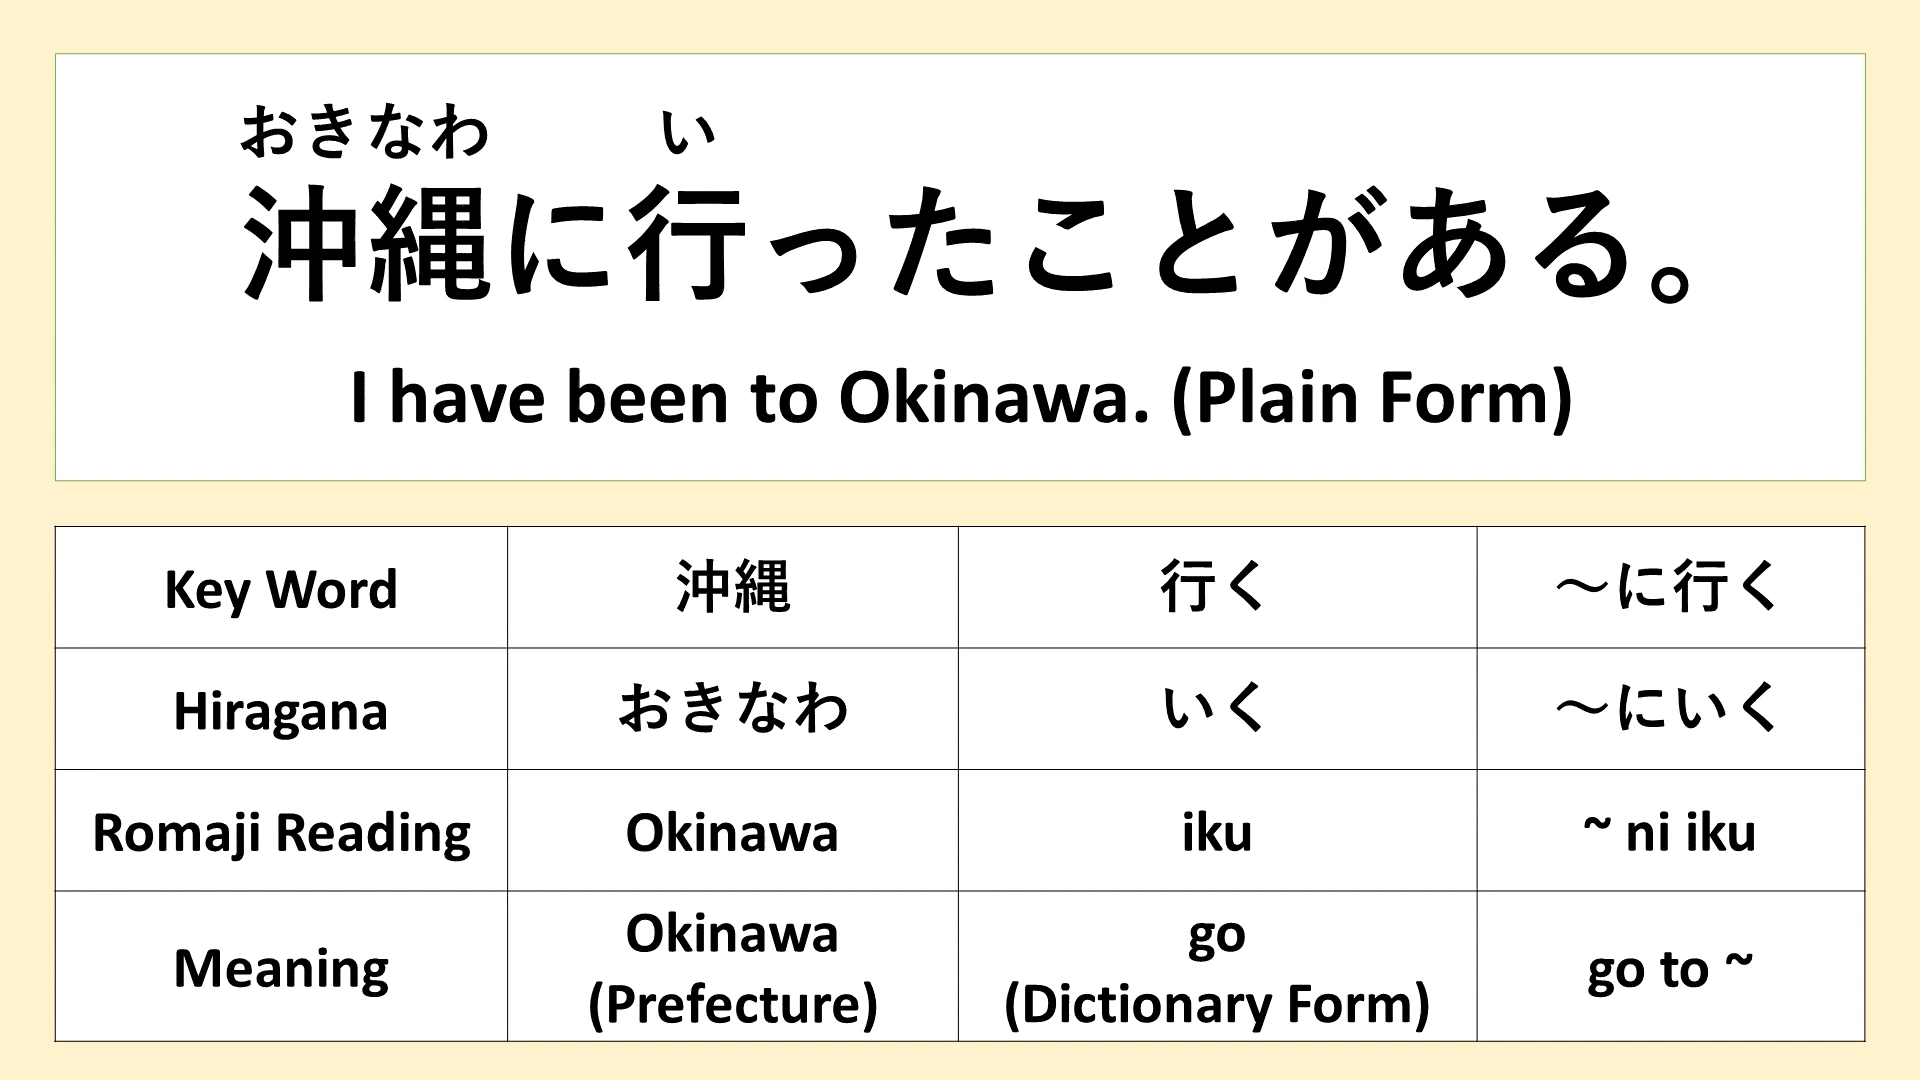 おきなわ い
沖縄に行ったことがある。
I have been to Okinawa. (Plain Form)
Key Word 沖縄 行く ～に行く
Hiragana おきなわ いく ～にいく
Romaji Reading Okinawa iku ~ ni iku
Meaning Okinawa (Prefecture) go (Dictionary Form) go to ~